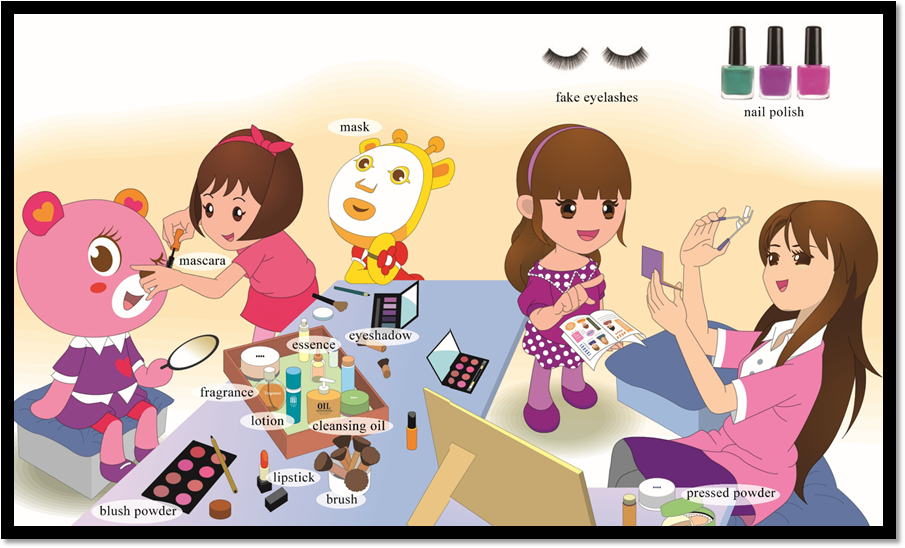 fake eyelashes
nail polish
mask
mascara
eyeshadow
essence
fragrance
lotion
OIL
cleansing oil
lipstick
brush
blush powder
pressed powder